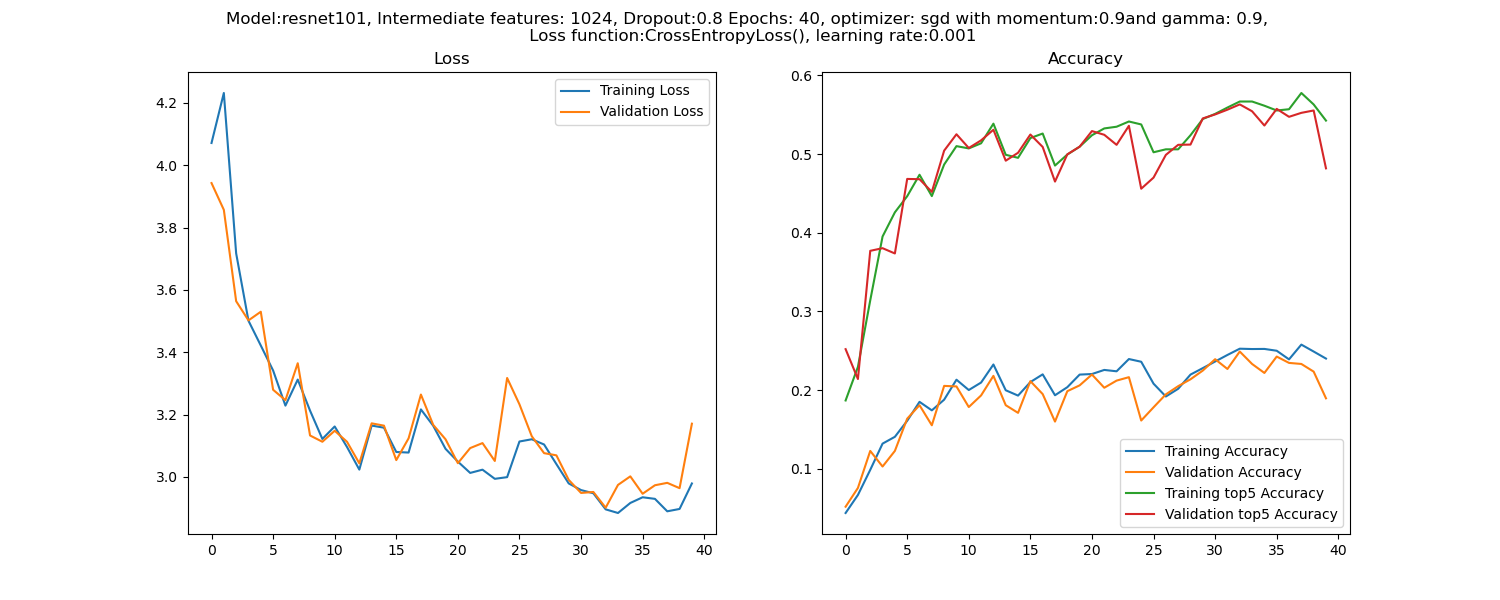 Model:resnet101, Intermediate features: 1024, Dropout:0.8 Epochs: 40, optimizer: sgd with momentum:0.9and gamma: 0.9,
Loss function:CrossEntropyLoss(), learning rate:0.001
Loss
4.2
4.0
3.8
3.6
3.4
3.2
3.0
0 5 10 15 20 25 30 35 40
Training Loss
Validation Loss
Accuracy
0.6
0.5
0.4
0.3
0.2
0.1
0 5 10 15 20 25 30 35 40
Training Accuracy
Validation Accuracy
Training top5 Accuracy
Validation top5 Accuracy